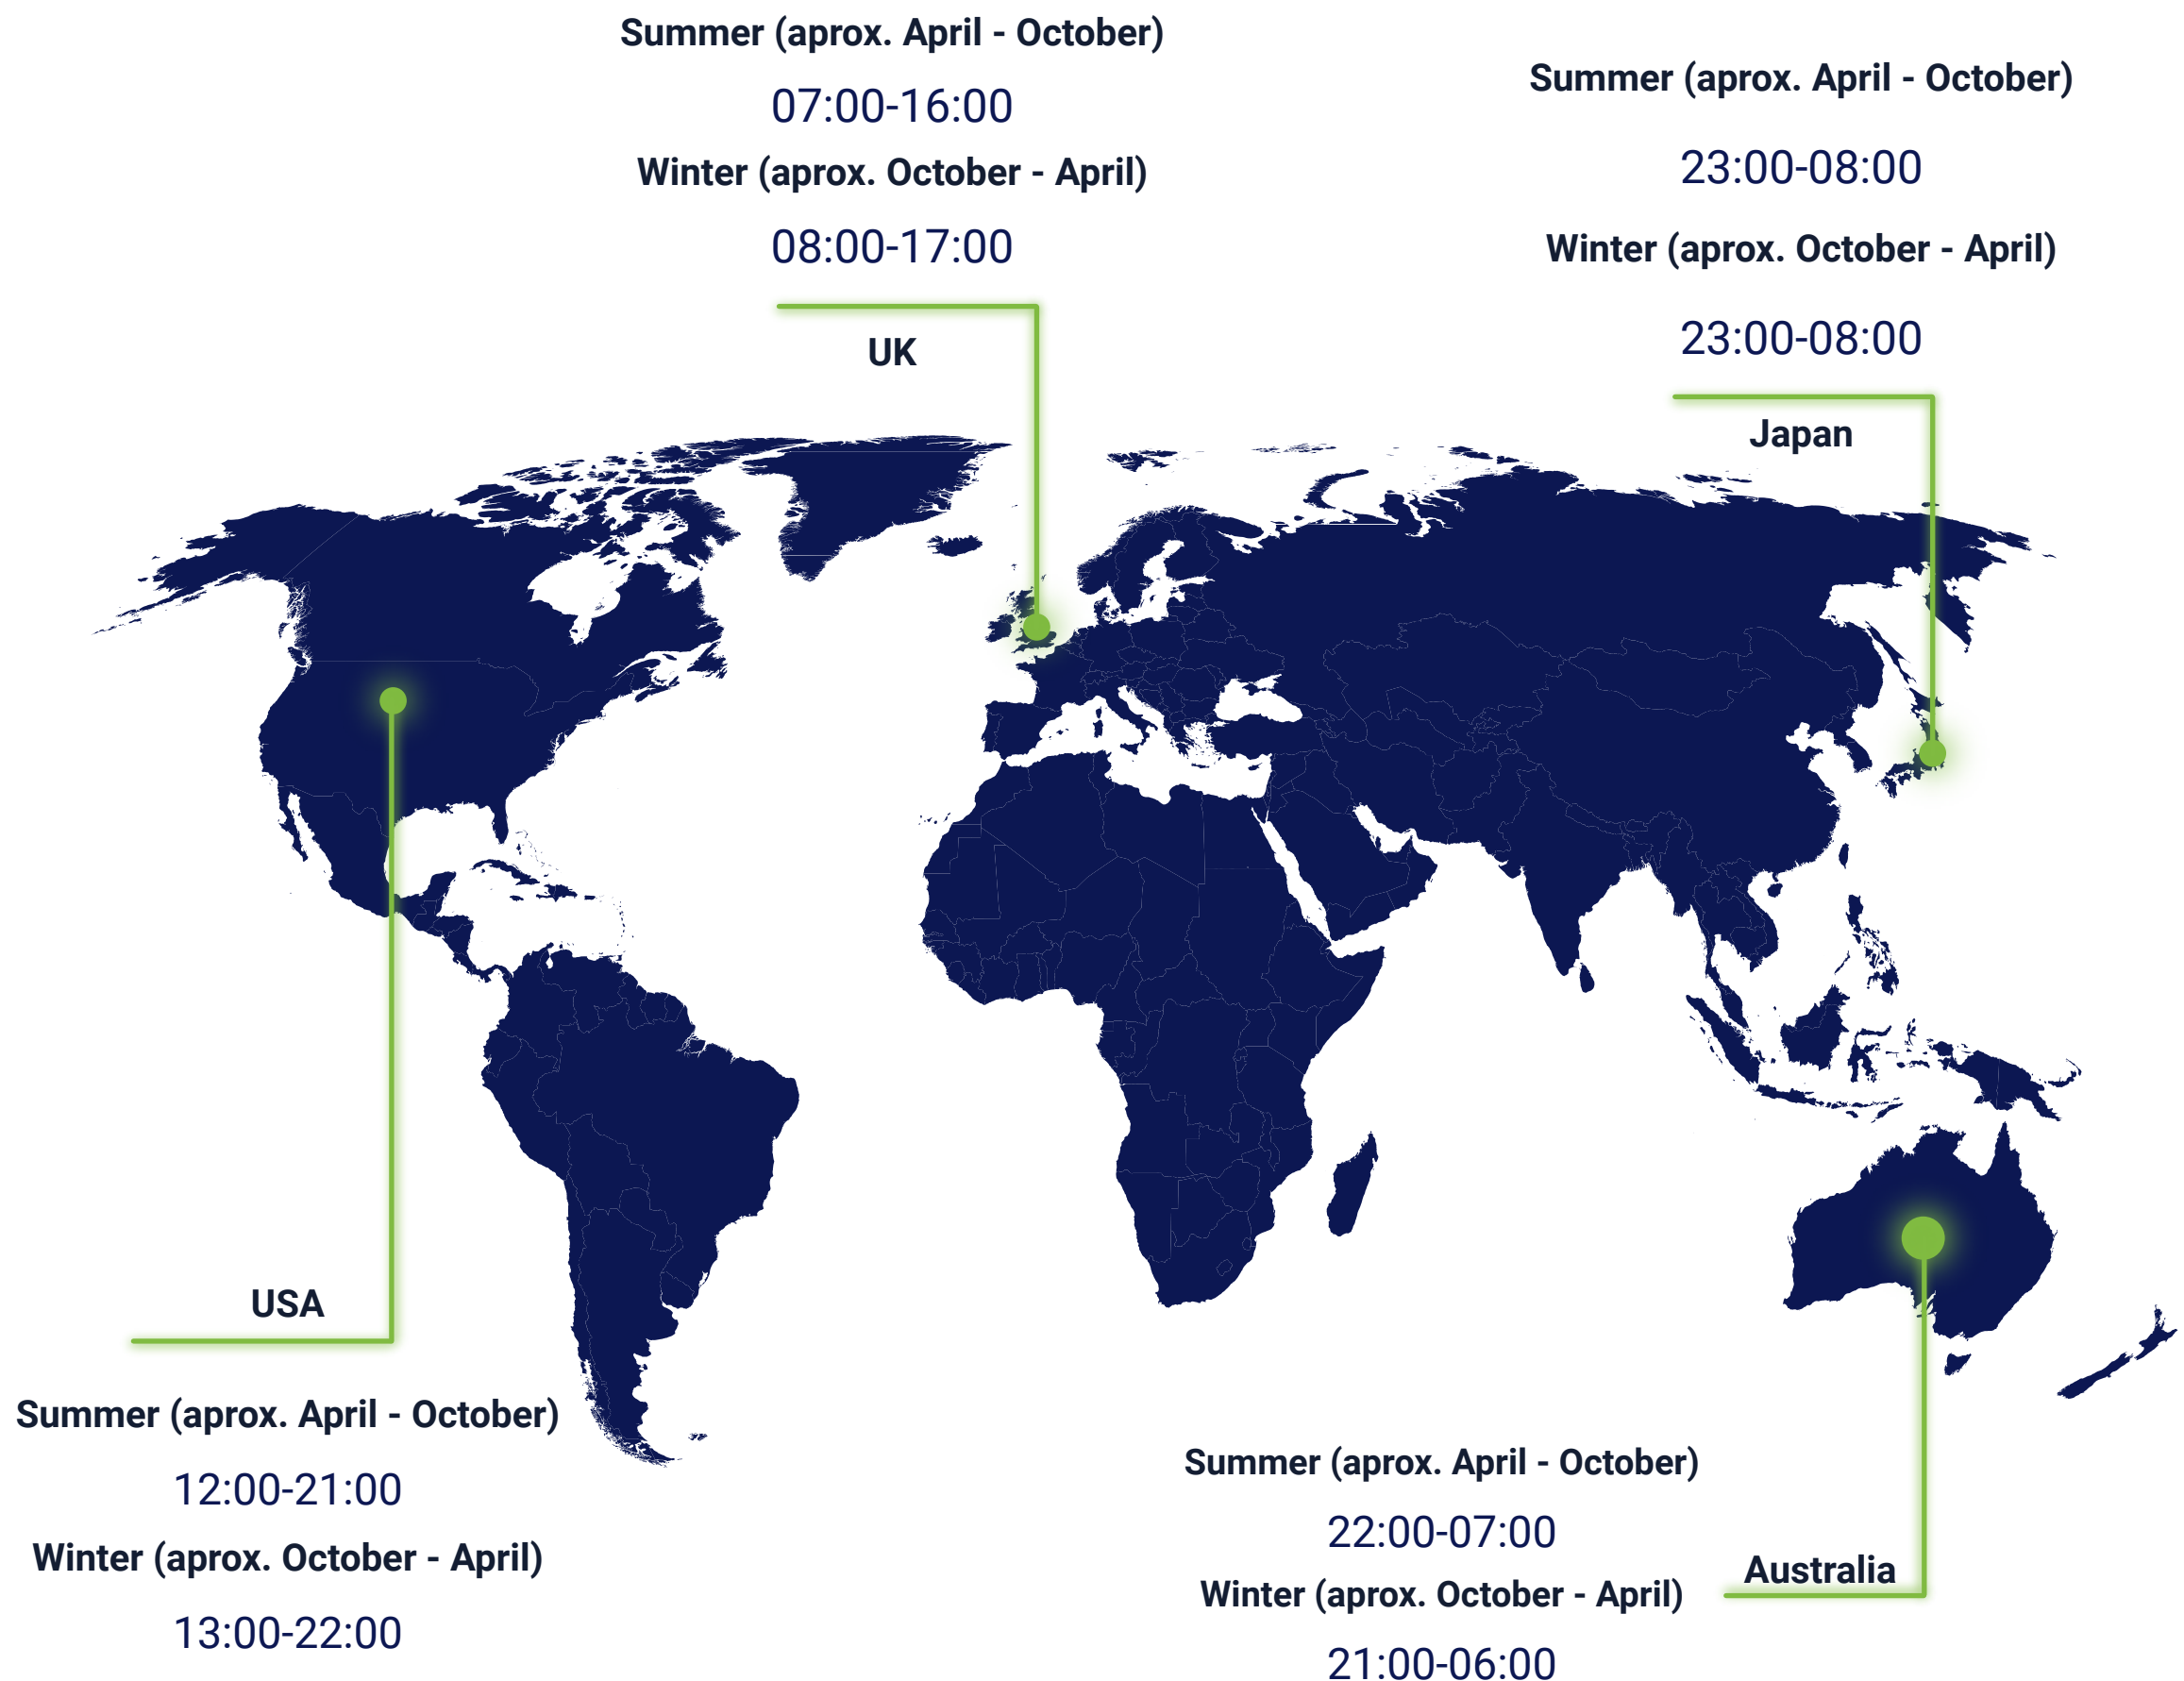 Summer (aprox. April - October)
07:00-16:00
Winter (aprox. October - April)
08:00-17:00
UK
Summer (aprox. April - October)
23:00-08:00
Winter (aprox. October - April)
23:00-08:00
Japan
USA
Summer (aprox. April - October)
12:00-21:00
Winter (aprox. October - April)
13:00-22:00
Summer (aprox. April - October)
22:00-07:00
Winter (aprox. October - April)
21:00-06:00
Australia